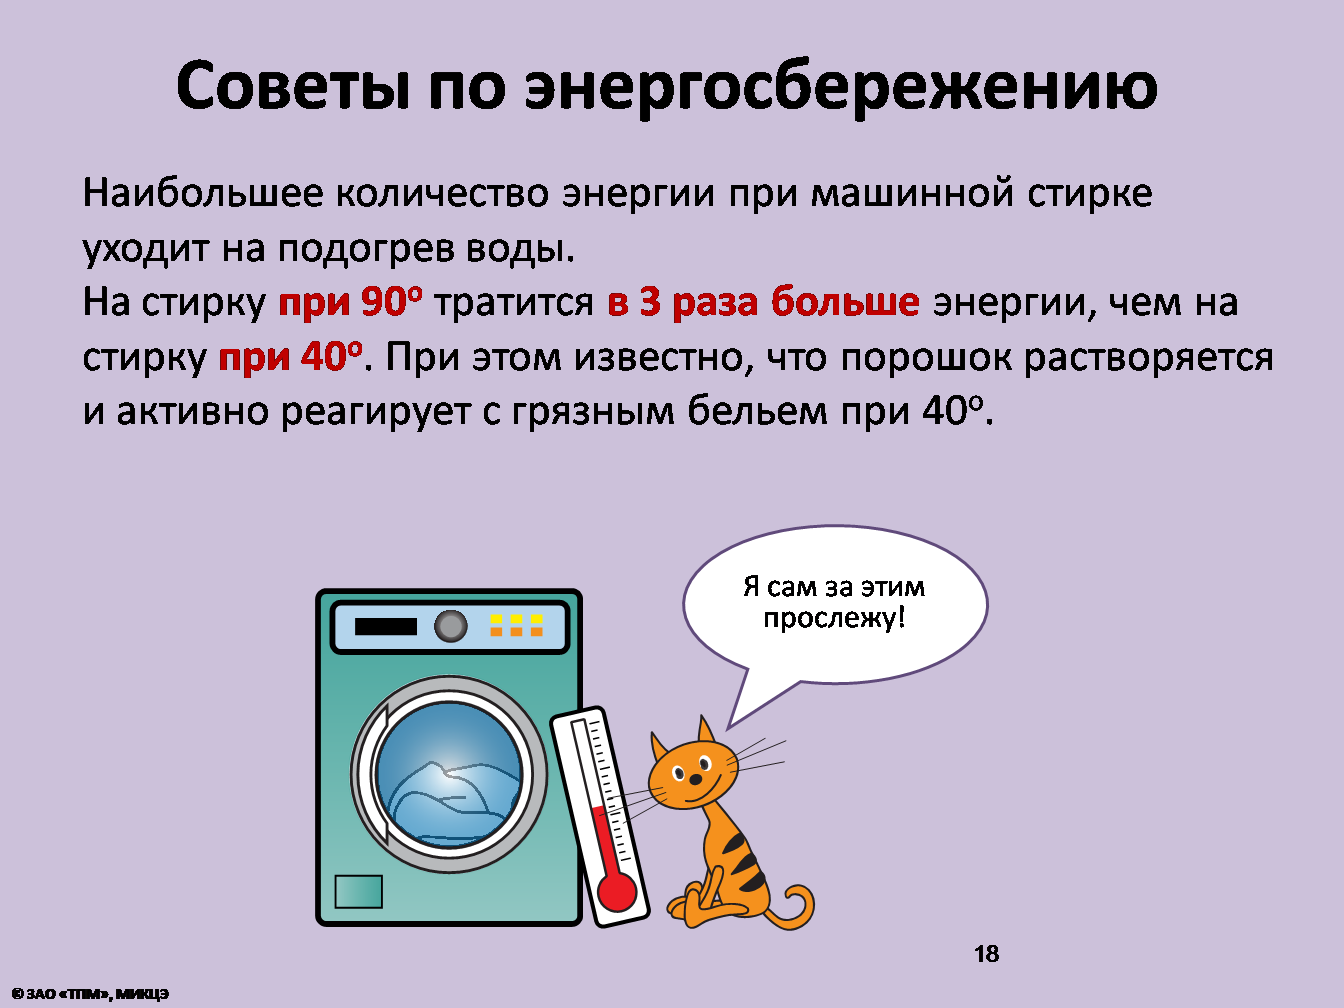 Советы по энергосбережению
Наибольшее количество энергии при машинной стирке
уходит на подогрев воды.
На стирку при 90º тратится в 3 раза больше энергии, чем на
стирку при 40º. При этом известно, что порошок растворяется
и активно реагирует с грязным бельем при 40º.
Я сам за этим
прослежу!
18
© ЗАО «ТПМ», МИКЦЭ